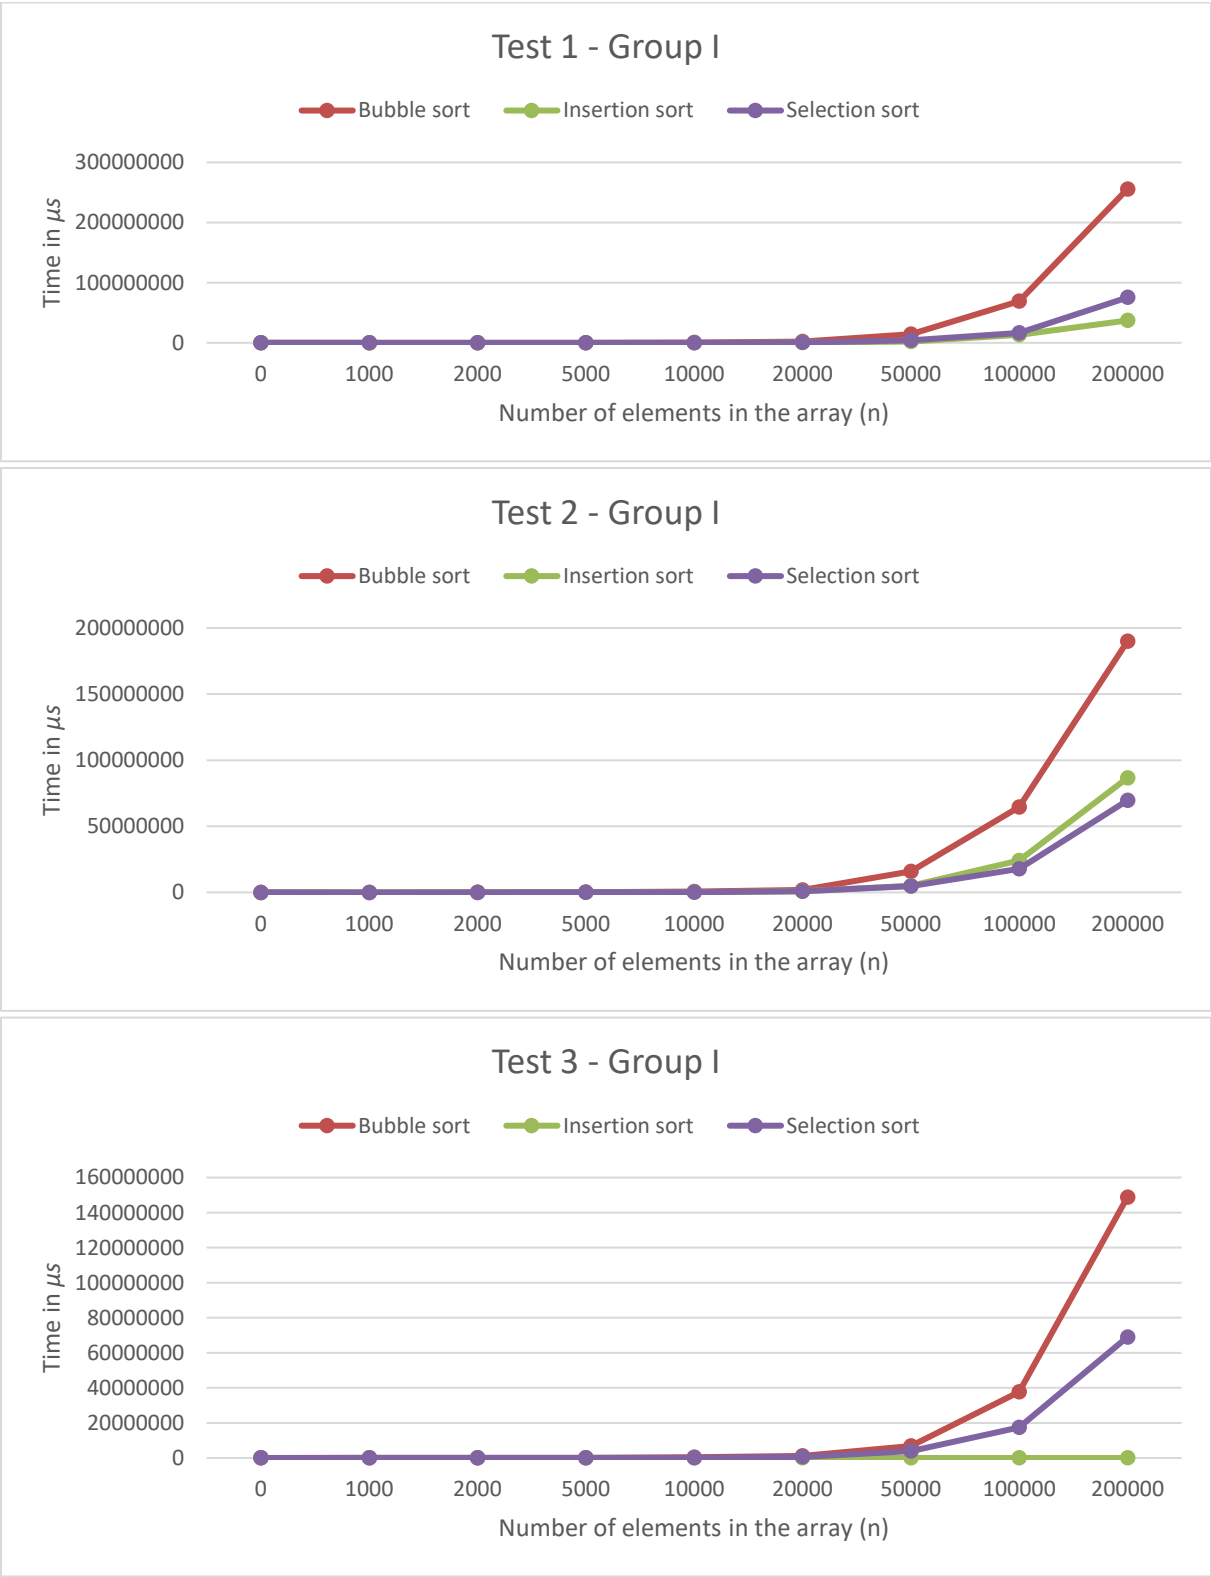 Test 1 - Group I
Bubble sort Insertion sort Selection sort
300000000
200000000
100000000
0
Time in μs
0 1000 2000 5000 10000 20000 50000 100000 200000
Number of elements in the array (n)
Test 2 - Group I
Bubble sort Insertion sort Selection sort
200000000
150000000
100000000
50000000
0
Time in μs
0 1000 2000 5000 10000 20000 50000 100000 200000
Number of elements in the array (n)
Test 3 - Group I
Bubble sort Insertion sort Selection sort
160000000
140000000
120000000
100000000
80000000
60000000
40000000
20000000
0
Time in μs
0 1000 2000 5000 10000 20000 50000 100000 200000
Number of elements in the array (n)